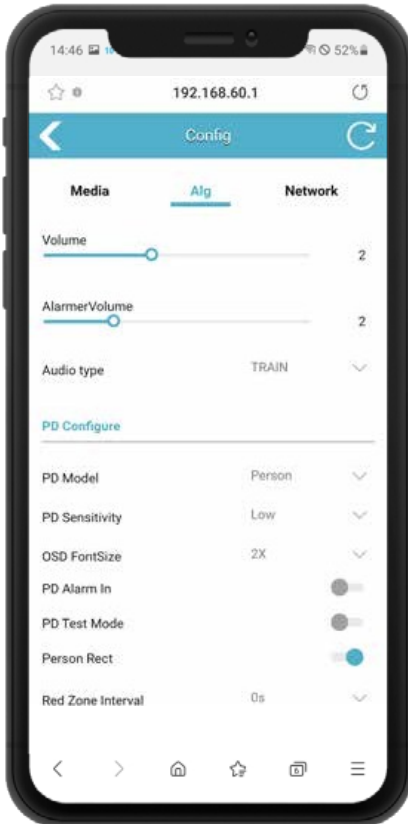 14:46 52%
192.168.60.1
Config
Media Alg Network
Volume
2
AlarmerVolume
2
Audio type TRAIN
PD Configure
PD Model Person
PD Sensitivity Low
OSD FontSize 2X
PD Alarm In
PD Test Mode
Person Rect
Red Zone Interval 0s
6